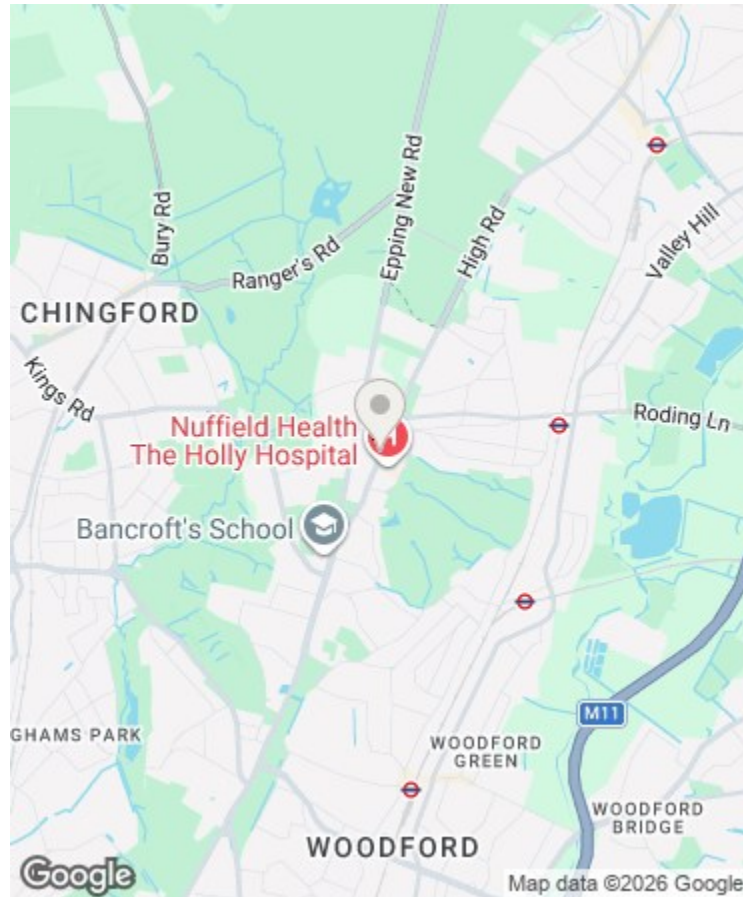 Bury Rd
Epping New Rd
High Rd
Ranger's Rd
Valley Hill
CHINGFORD
Kings Rd
Nuffield Health
The Holly Hospital
Roding Ln
Bancroft's School
M11
GHAMS PARK
WOODFORD
GREEN
WOODFORD
BRIDGE
WOODFORD
Google
Map data ©2026 Google